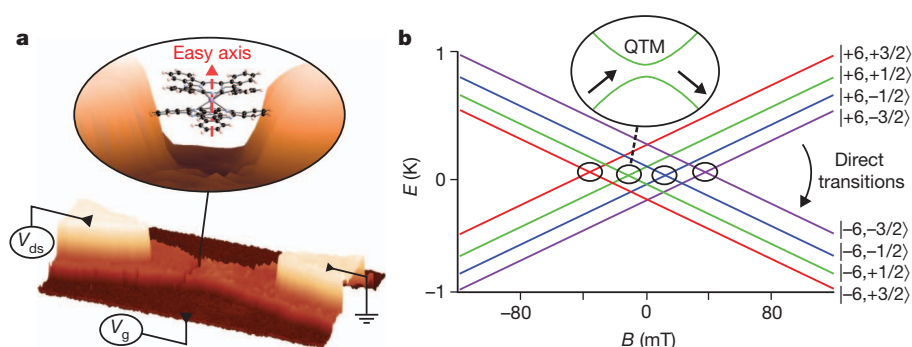 a
Easy axis
V_ds
V_g
b
E (K)
1
0
−1
QTM
|+6,+3/2⟩
|+6,+1/2⟩
|+6,−1/2⟩
|+6,−3/2⟩
Direct
transitions
|−6,−3/2⟩
|−6,−1/2⟩
|−6,+1/2⟩
|−6,+3/2⟩
−80
0
80
B (mT)